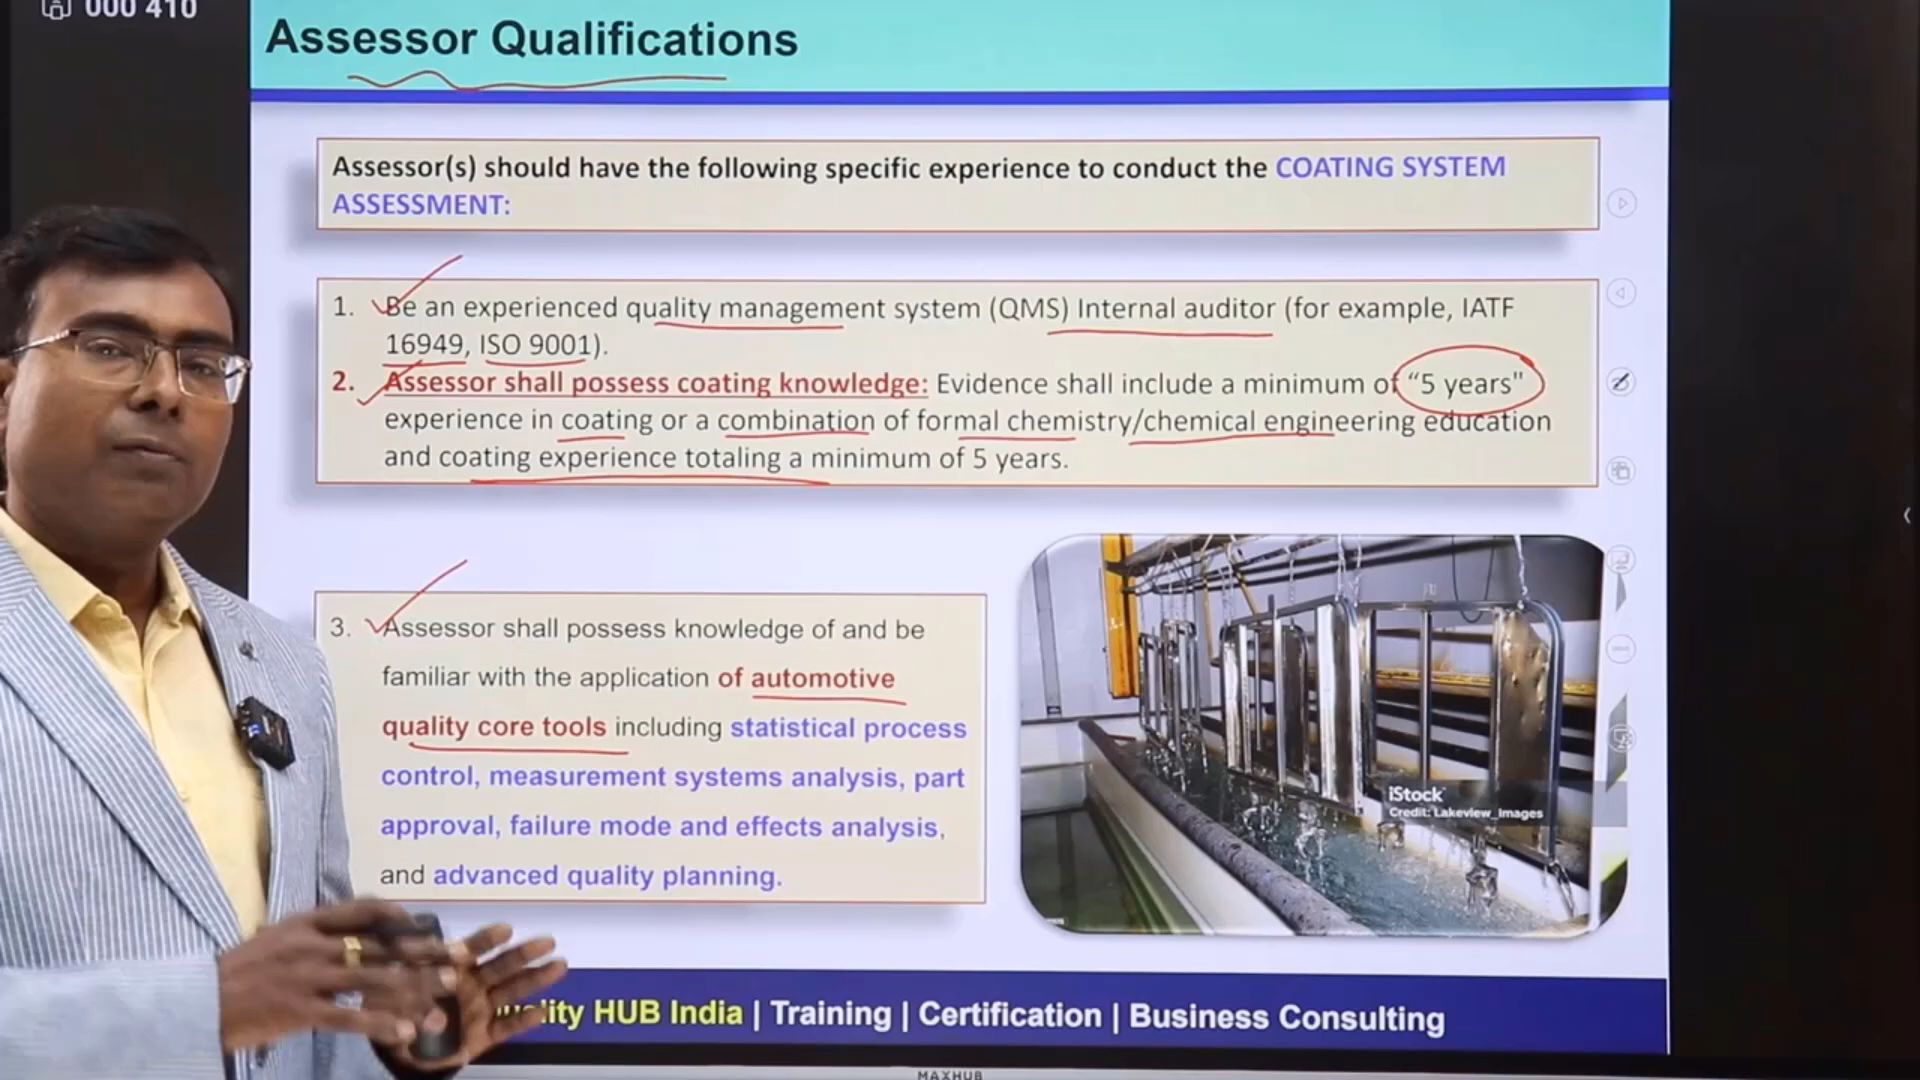 000 410
Assessor Qualifications
Assessor(s) should have the following specific experience to conduct the COATING SYSTEM
ASSESSMENT:
1. Be an experienced quality management system (QMS) Internal auditor (for example, IATF
16949, ISO 9001).
2. Assessor shall possess coating knowledge: Evidence shall include a minimum of “5 years"
experience in coating or a combination of formal chemistry/chemical engineering education
and coating experience totaling a minimum of 5 years.
3. Assessor shall possess knowledge of and be
familiar with the application of automotive
quality core tools including statistical process
control, measurement systems analysis, part
approval, failure mode and effects analysis,
and advanced quality planning.
iStock
Credit: Lakeview_Images
HUB India | Training | Certification | Business Consulting
MAXHUB